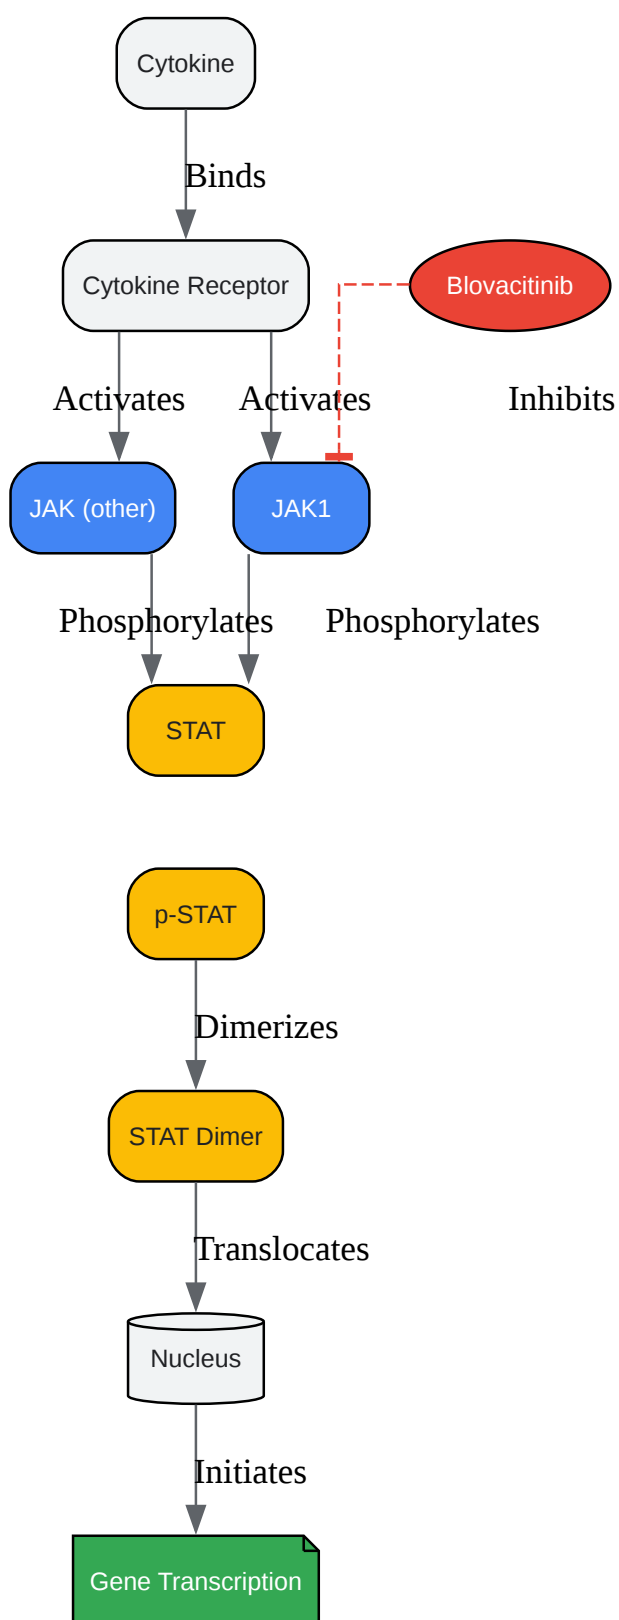 Cytokine
Binds
Cytokine Receptor
Blovacitinib
Activates
Activates
Inhibits
JAK (other)
JAK1
Phosphorylates
Phosphorylates
STAT
p-STAT
Dimerizes
STAT Dimer
Translocates
Nucleus
Initiates
Gene Transcription